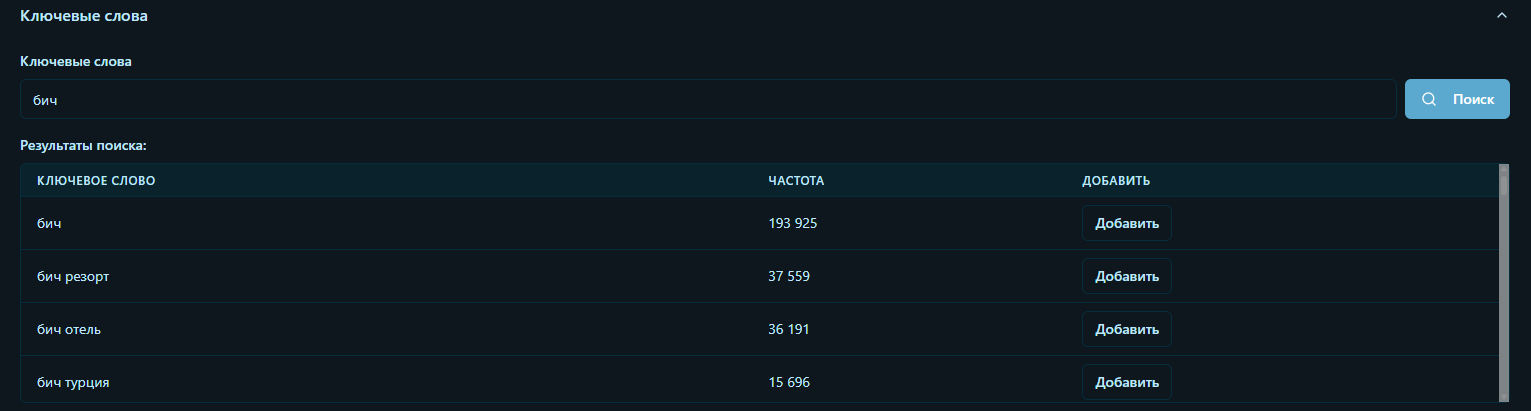 Ключевые слова
Ключевые слова
бич
Поиск
Результаты поиска:
КЛЮЧЕВОЕ СЛОВО ЧАСТОТА ДОБАВИТЬ
бич 193 925 Добавить
бич резорт 37 559 Добавить
бич отель 36 191 Добавить
бич турция 15 696 Добавить